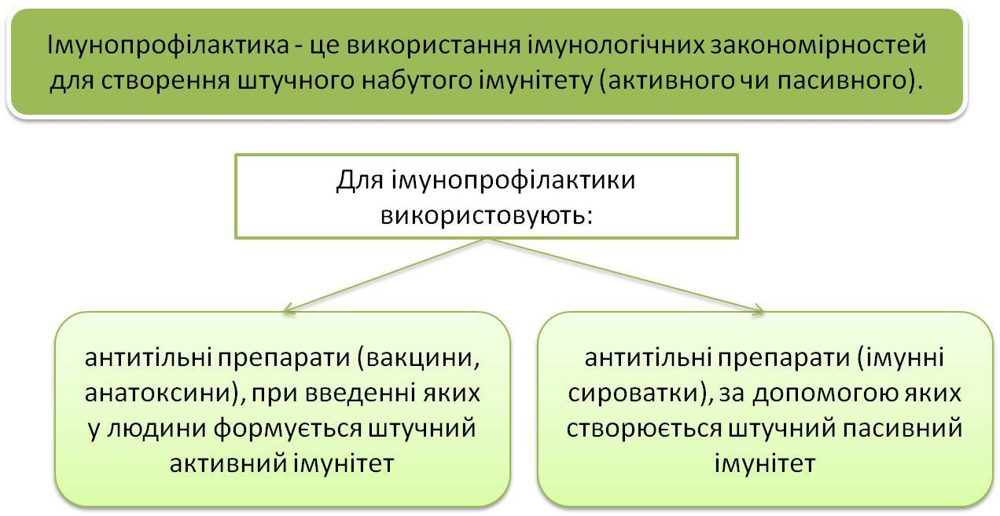 Імунопрофілактика - це використання імунологічних закономірностей
для створення штучного набутого імунітету (активного чи пасивного).
Для імунопрофілактики
використовують:
антитільні препарати (вакцини,
анатоксини), при введенні яких
у людини формується штучний
активний імунітет
антитільні препарати (імунні
сироватки), за допомогою яких
створюється штучний пасивний
імунітет